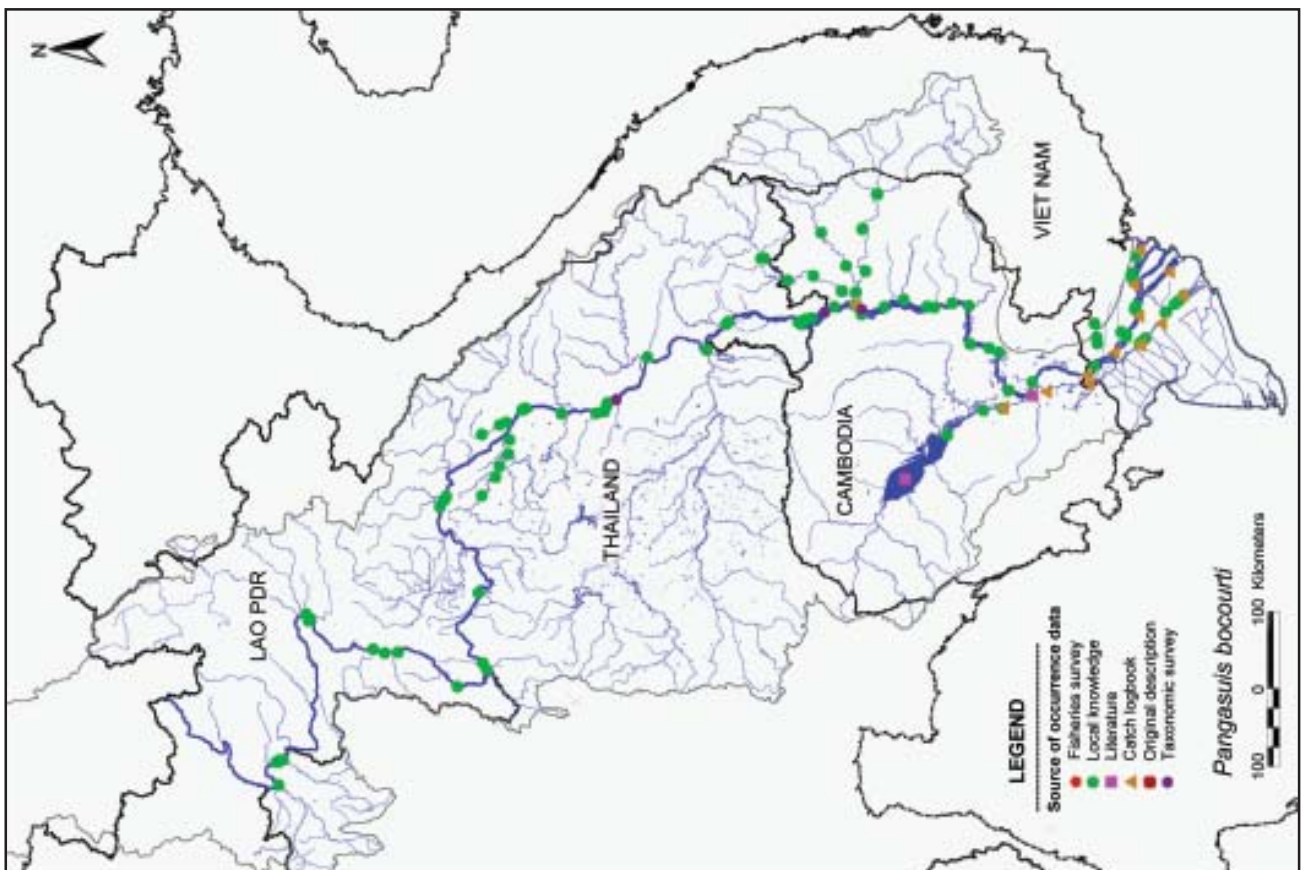 N
LAO PDR
THAILAND
VIET NAM
CAMBODIA
LEGEND
Source of occurrence data
Fisheries survey
Local knowledge
Literature
Catch logbook
Original description
Taxonomic survey
Pangasuis bocourti
100 0 100 Kilometers